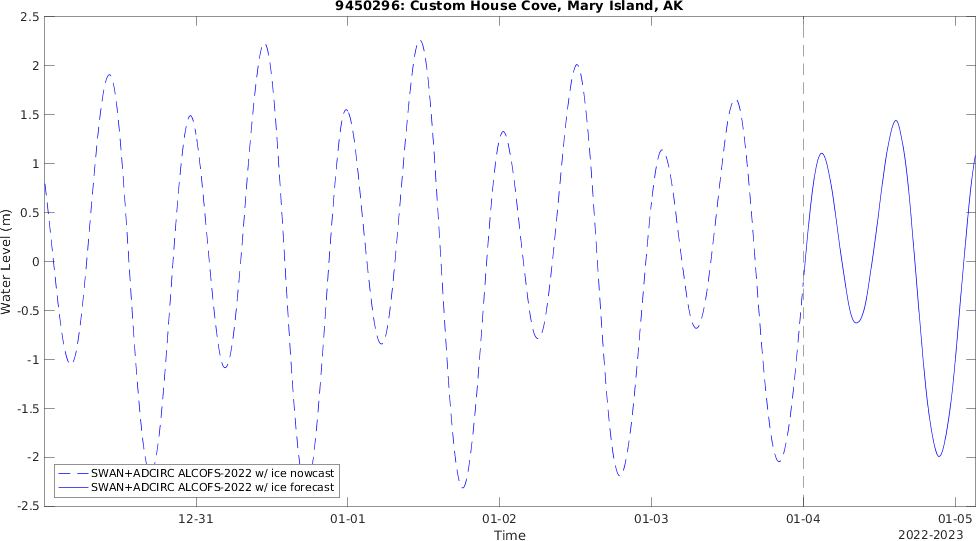 9450296: Custom House Cove, Mary Island, AK
2.5
2
1.5
1
0.5
0
-0.5
-1
-1.5
-2
-2.5
Water Level (m)
SWAN+ADCIRC ALCOFS-2022 w/ ice nowcast
SWAN+ADCIRC ALCOFS-2022 w/ ice forecast
12-31 01-01 01-02 01-03 01-04 01-05
Time
2022-2023